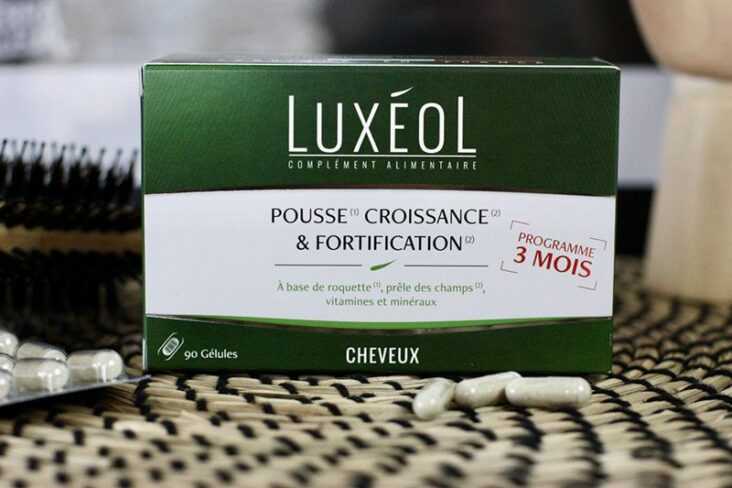 LUXÉOL
COMPLÉMENT ALIMENTAIRE
POUSSE(1) CROISSANCE(2)
& FORTIFICATION(2)
PROGRAMME
3 MOIS
À base de roquette(1), prêle des champs(2),
vitamines et minéraux
90 Gélules
CHEVEUX